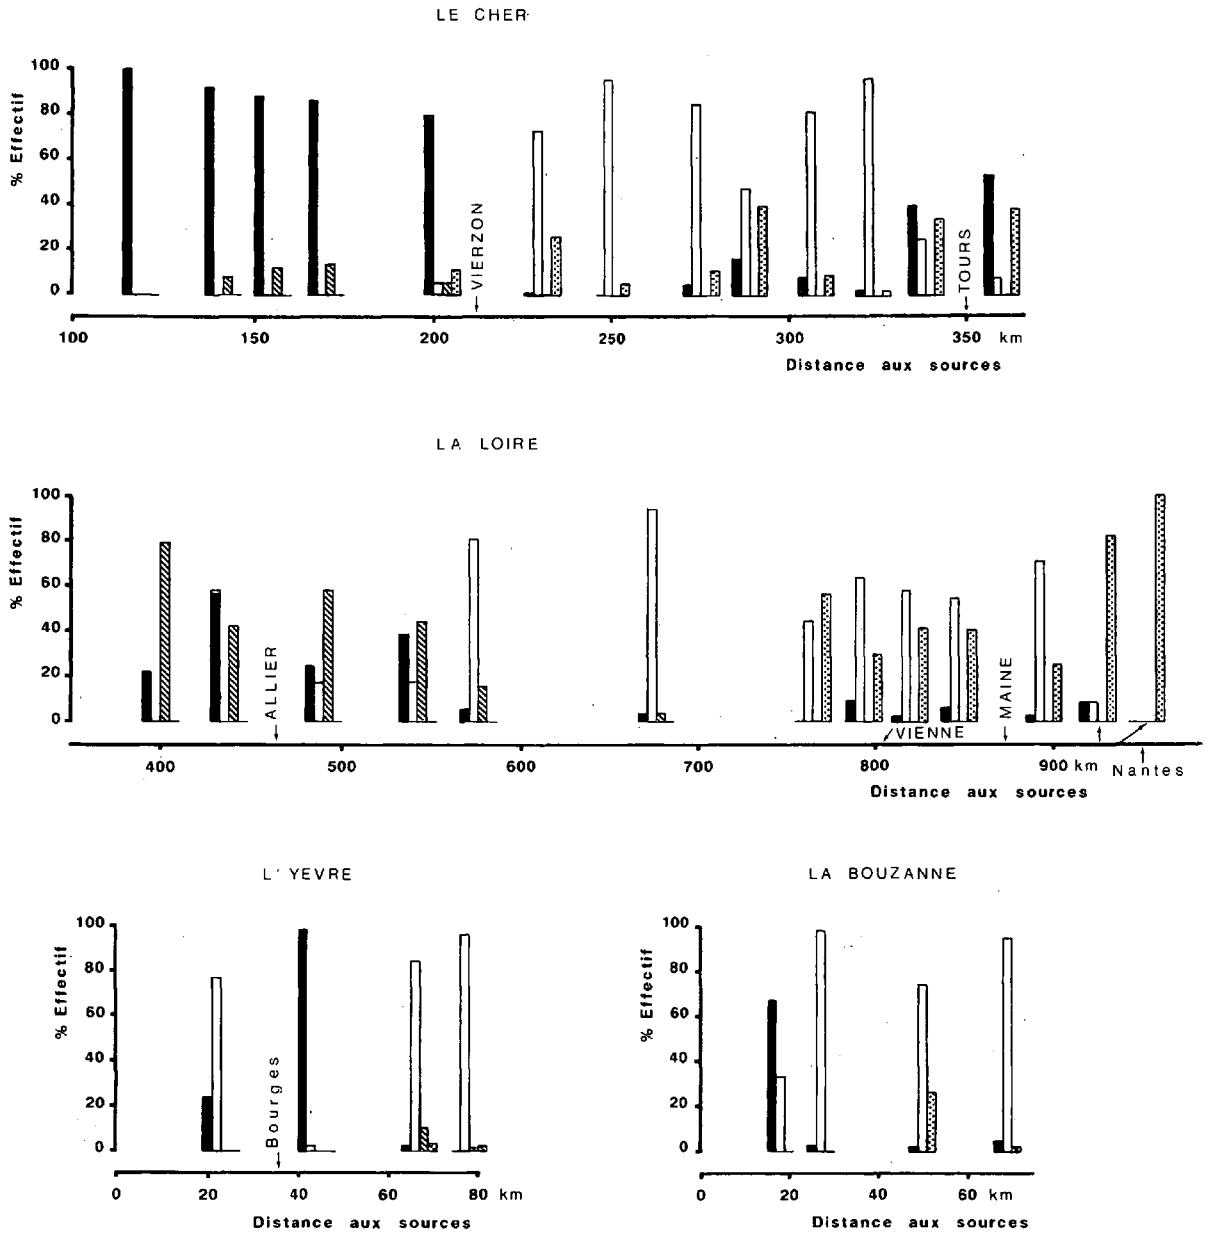 LE CHER
% Effectif
100
80
60
40
20
0
VIERZON
TOURS
100 150 200 250 300 350 km
Distance aux sources
LA LOIRE
% Effectif
100
80
60
40
20
0
ALLIER
VIENNE
MAINE
400 500 600 700 800 900 km Nantes
Distance aux sources
L'YEVRE
% Effectif
100
80
60
40
20
0
Bourges
0 20 40 60 80 km
Distance aux sources
LA BOUZANNE
% Effectif
100
80
60
40
20
0
0 20 40 60 km
Distance aux sources